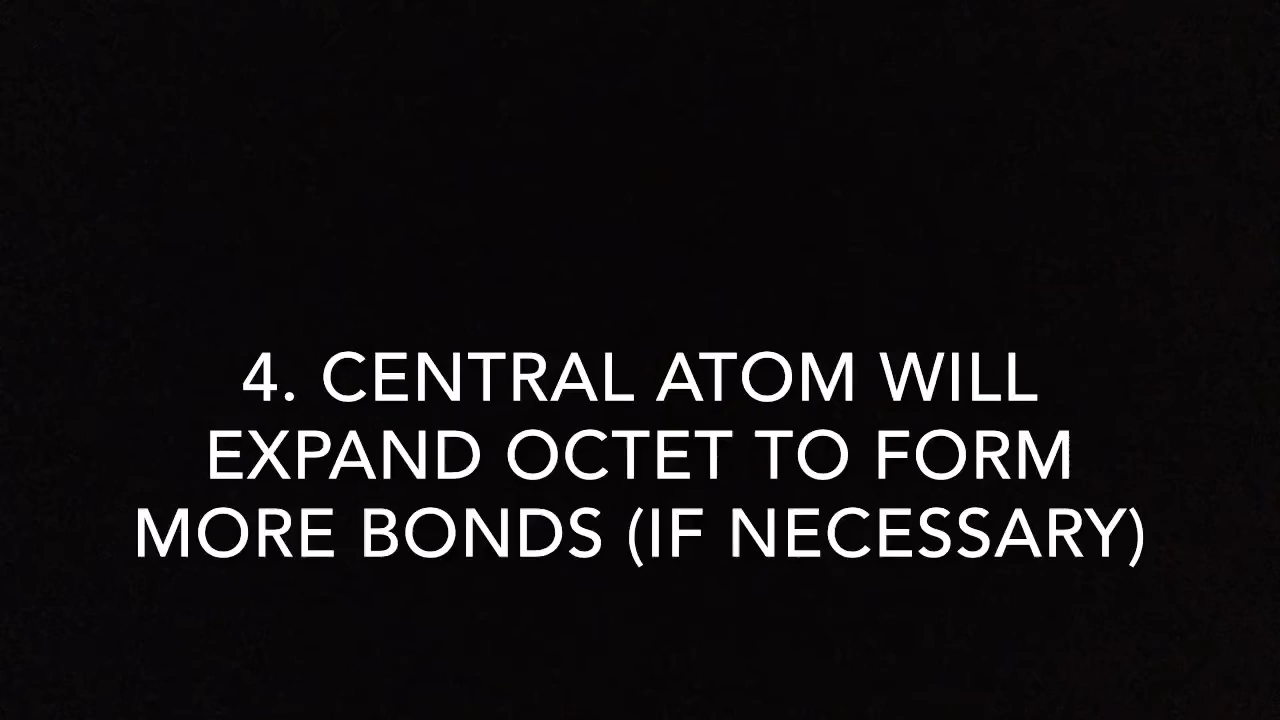 4. CENTRAL ATOM WILL
EXPAND OCTET TO FORM
MORE BONDS (IF NECESSARY)